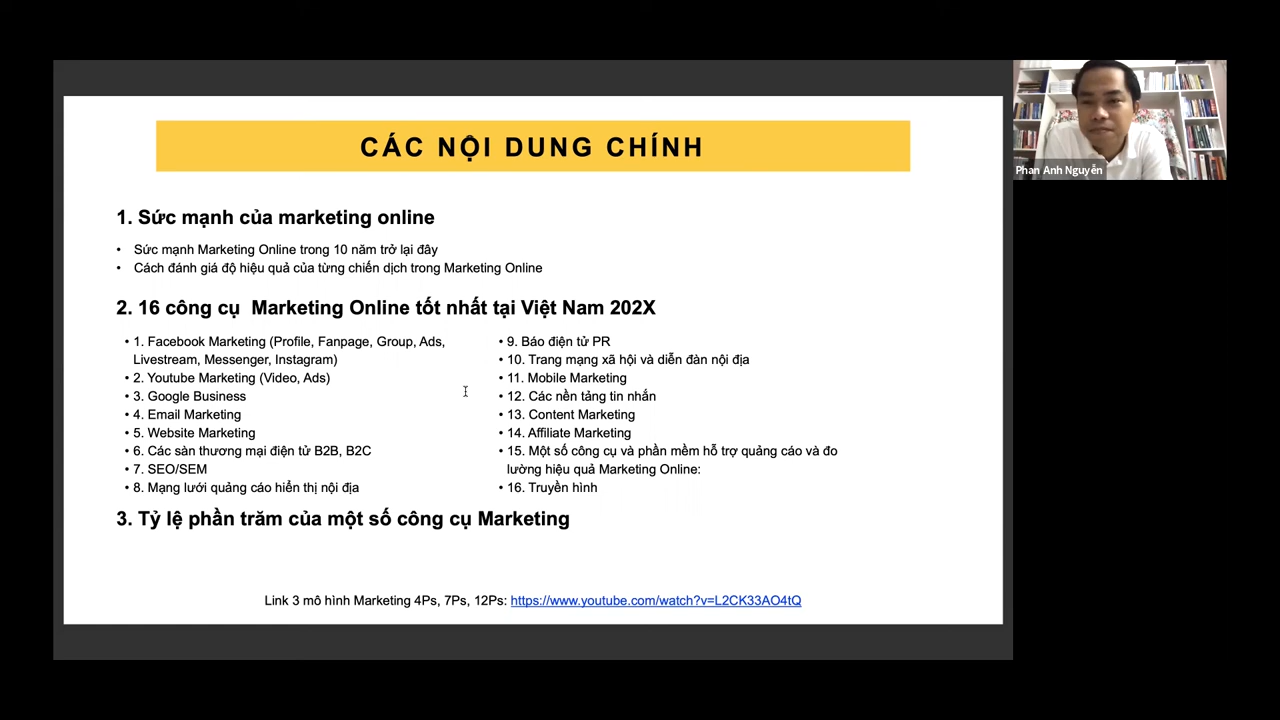 CÁC NỘI DUNG CHÍNH
1. Sức mạnh của marketing online
• Sức mạnh Marketing Online trong 10 năm trở lại đây
• Cách đánh giá độ hiệu quả của từng chiến dịch trong Marketing Online
2. 16 công cụ  Marketing Online tốt nhất tại Việt Nam 202X
• 1. Facebook Marketing (Profile, Fanpage, Group, Ads,
Livestream, Messenger, Instagram)
• 2. Youtube Marketing (Video, Ads)
• 3. Google Business
• 4. Email Marketing
• 5. Website Marketing
• 6. Các sàn thương mại điện tử B2B, B2C
• 7. SEO/SEM
• 8. Mạng lưới quảng cáo hiển thị nội địa
• 9. Báo điện tử PR
• 10. Trang mạng xã hội và diễn đàn nội địa
• 11. Mobile Marketing
• 12. Các nền tảng tin nhắn
• 13. Content Marketing
• 14. Affiliate Marketing
• 15. Một số công cụ và phần mềm hỗ trợ quảng cáo và đo
lường hiệu quả Marketing Online:
• 16. Truyền hình
3. Tỷ lệ phần trăm của một số công cụ Marketing
Link 3 mô hình Marketing 4Ps, 7Ps, 12Ps: https://www.youtube.com/watch?v=L2CK33AO4tQ
Phan Anh Nguyễn